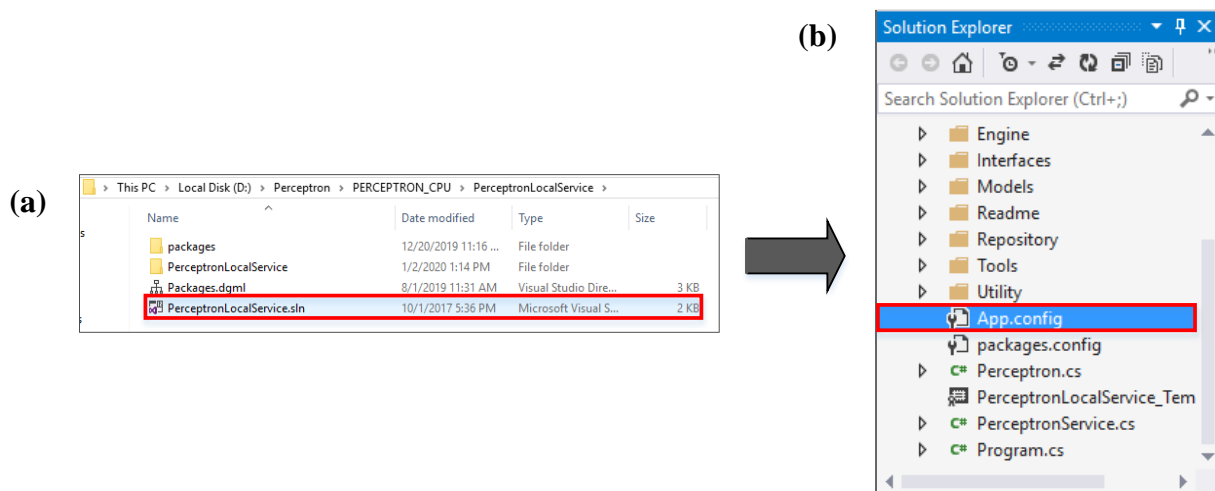 (a)
This PC > Local Disk (D:) > Perceptron > PERCEPTRON_CPU > PerceptronLocalService >
Name Date modified Type Size
s
packages 12/20/2019 11:16 ... File folder
PerceptronLocalService 1/2/2020 1:14 PM File folder
Packages.dgml 8/1/2019 11:31 AM Visual Studio Dire... 3 KB
PerceptronLocalService.sln 10/1/2017 5:36 PM Microsoft Visual S... 2 KB
(b)
Solution Explorer
Search Solution Explorer (Ctrl+;)
Engine
Interfaces
Models
Readme
Repository
Tools
Utility
App.config
packages.config
C# Perceptron.cs
PerceptronLocalService_Tem
C# PerceptronService.cs
C# Program.cs